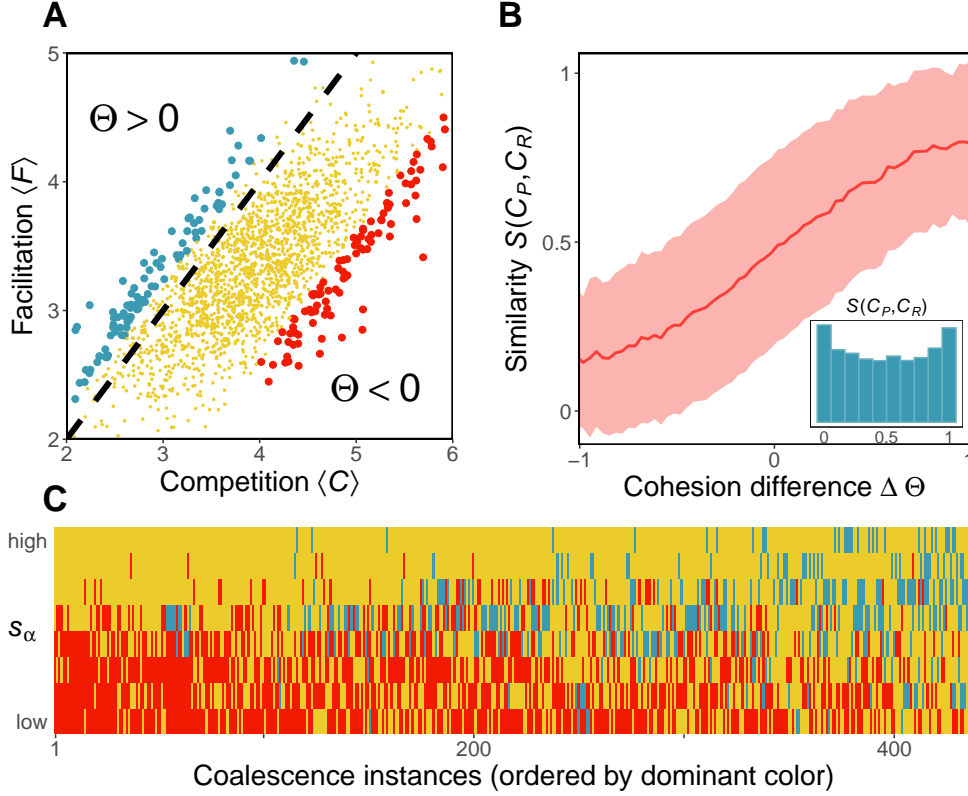 A
5
4
3
2
Facilitation ⟨F⟩
Θ > 0
Θ < 0
2
3
4
5
6
Competition ⟨C⟩
B
1
0.5
0
Similarity S(C_P,C_R)
S(C_P,C_R)
0 0.5 1
−1
0
1
Cohesion difference Δ Θ
C
high
s_α
low
1
200
400
Coalescence instances (ordered by dominant color)